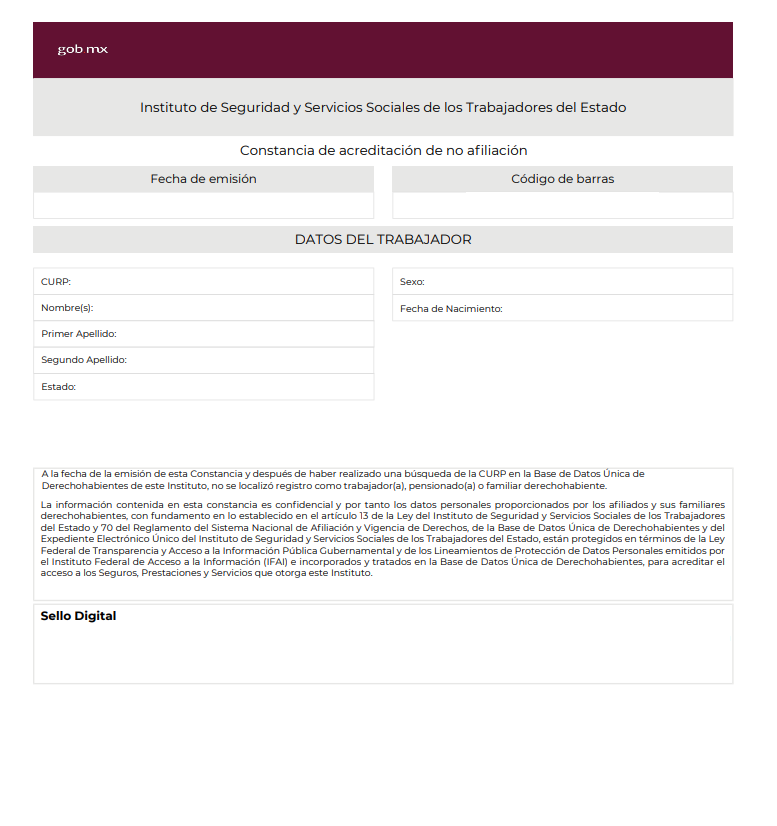 gob mx
Instituto de Seguridad y Servicios Sociales de los Trabajadores del Estado
Constancia de acreditación de no afiliación
Fecha de emisión
Código de barras
DATOS DEL TRABAJADOR
CURP:
Nombre(s):
Primer Apellido:
Segundo Apellido:
Estado:
Sexo:
Fecha de Nacimiento:
A la fecha de la emisión de esta Constancia y después de haber realizado una búsqueda de la CURP en la Base de Datos Única de
Derechohabientes de este Instituto, no se localizó registro como trabajador(a), pensionado(a) o familiar derechohabiente.
La información contenida en esta constancia es confidencial y por tanto los datos personales proporcionados por los afiliados y sus familiares
derechohabientes, con fundamento en lo establecido en el artículo 13 de la Ley del Instituto de Seguridad y Servicios Sociales de los Trabajadores
del Estado y 70 del Reglamento del Sistema Nacional de Afiliación y Vigencia de Derechos, de la Base de Datos Única de Derechohabientes y del
Expediente Electrónico Único del Instituto de Seguridad y Servicios Sociales de los Trabajadores del Estado, están protegidos en términos de la Ley
Federal de Transparencia y Acceso a la Información Pública Gubernamental y de los Lineamientos de Protección de Datos Personales emitidos por
el Instituto Federal de Acceso a la Información (IFAI) e incorporados y tratados en la Base de Datos Única de Derechohabientes, para acreditar el
acceso a los Seguros, Prestaciones y Servicios que otorga este Instituto.
Sello Digital